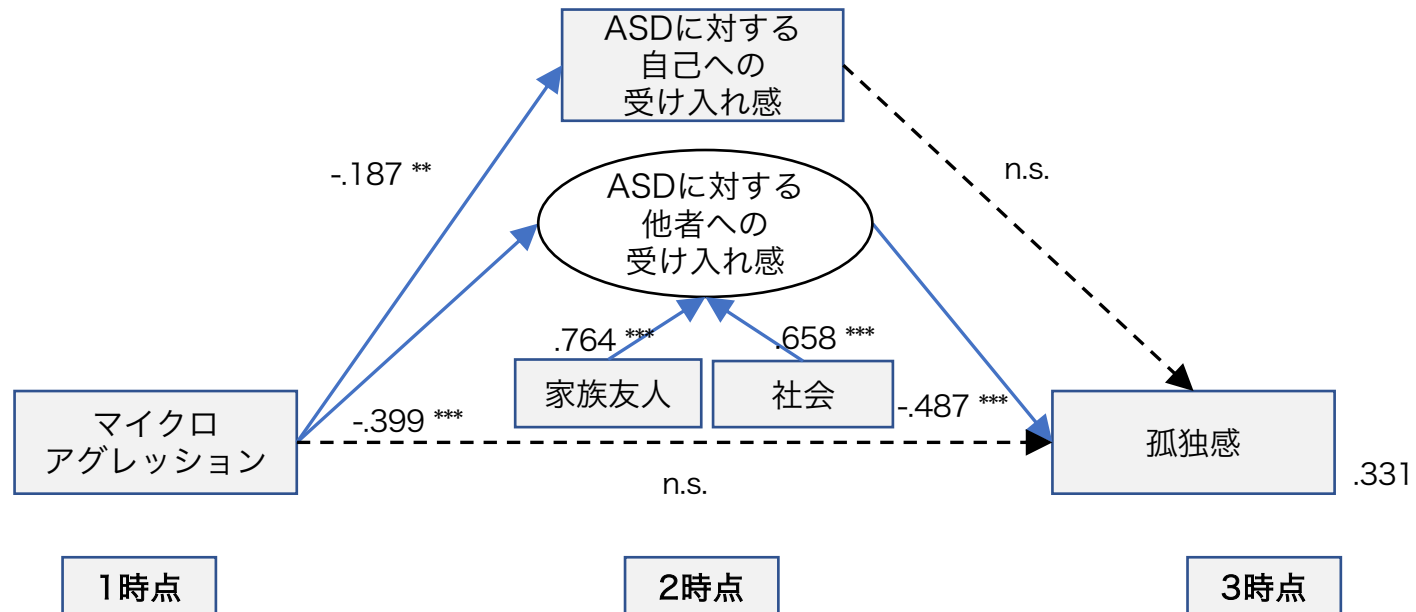 ASDに対する
自己への
受け入れ感
-.187 **
n.s.
ASDに対する
他者への
受け入れ感
.764 ***
.658 ***
家族友人
社会
-.399 ***
-.487 ***
マイクロ
アグレッション
孤独感
.331
n.s.
1時点
2時点
3時点